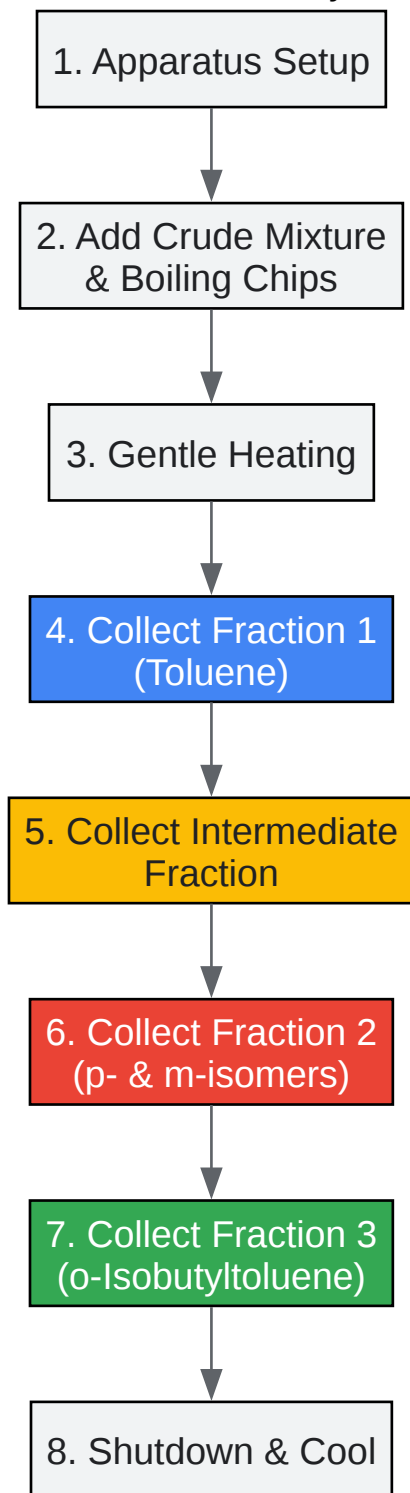 1. Apparatus Setup
2. Add Crude Mixture
& Boiling Chips
3. Gentle Heating
4. Collect Fraction 1
(Toluene)
5. Collect Intermediate
Fraction
6. Collect Fraction 2
(p- & m-isomers)
7. Collect Fraction 3
(o-Isobutyltoluene)
8. Shutdown & Cool